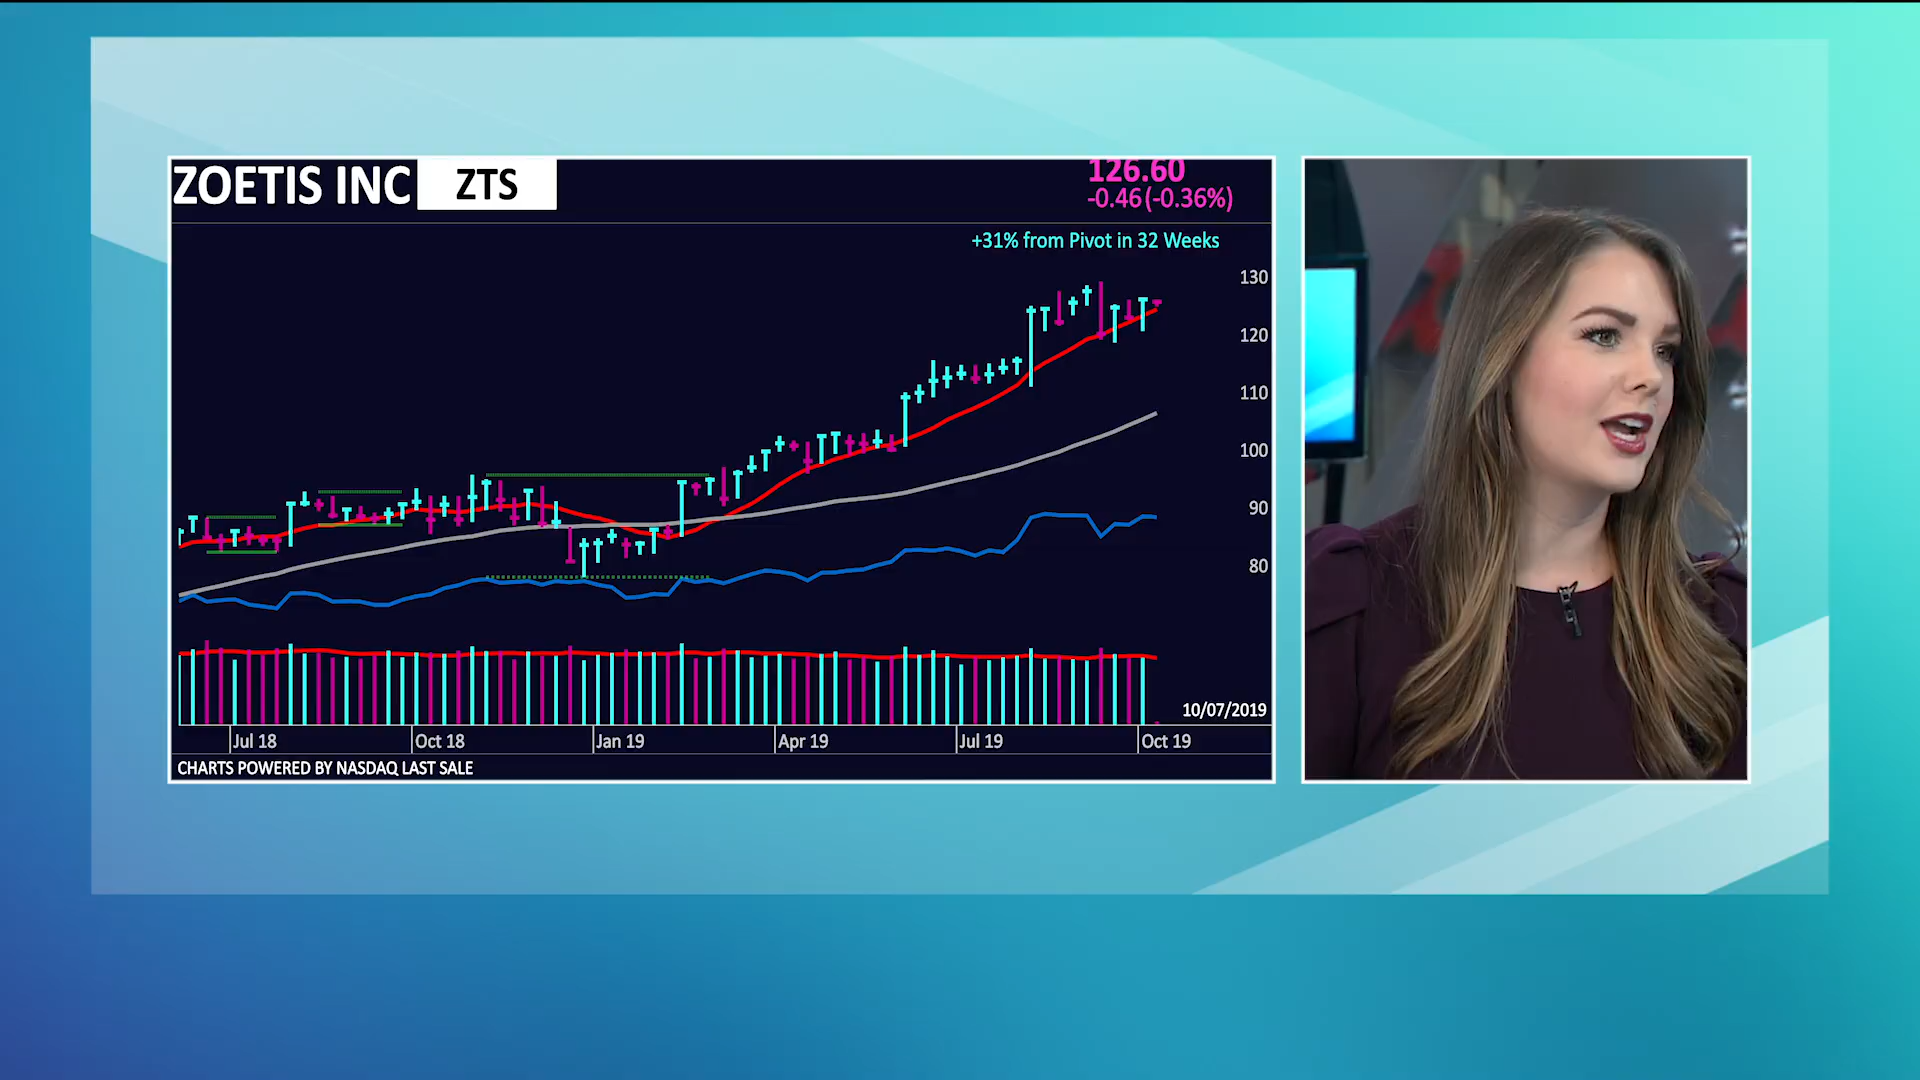 ZOETIS INC ZTS
126.60
-0.46(-0.36%)
+31% from Pivot in 32 Weeks
130
120
110
100
90
80
10/07/2019
Jul 18 Oct 18 Jan 19 Apr 19 Jul 19 Oct 19
CHARTS POWERED BY NASDAQ LAST SALE